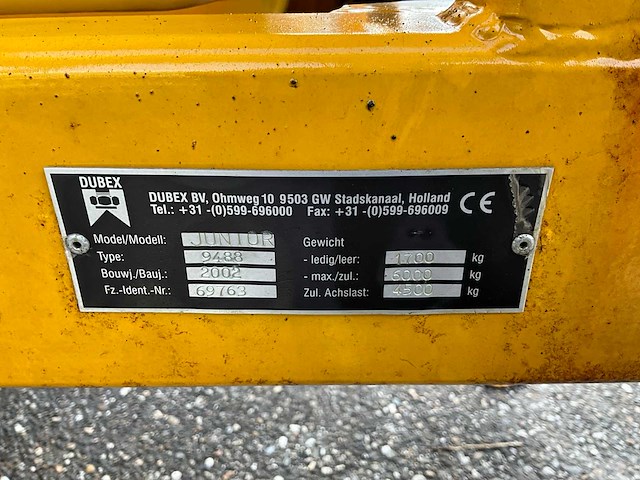 DUBEX
DUBEX BV, Ohmweg 10 9503 GW Stadskanaal, Holland
Tel.: +31 -(0)599-696000 Fax: +31 -(0)599-696009
CE
Model/Modell: JUNIOR
Type: 9488
Bouwj./Bauj.: 2002
Fz.-Ident.-Nr.: 69763
Gewicht
- ledig/leer: 1700 kg
- max./zul.: 6000 kg
Zul. Achslast: 4500 kg